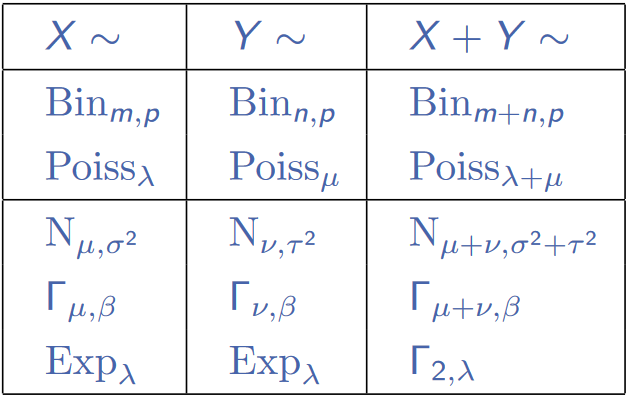 X ∼ Y ∼ X + Y ∼
Bin_{m,p} Bin_{n,p} Bin_{m+n,p}
Poiss_λ Poiss_μ Poiss_{λ+μ}
N_{μ,σ²} N_{ν,τ²} N_{μ+ν,σ²+τ²}
Γ_{μ,β} Γ_{ν,β} Γ_{μ+ν,β}
Exp_λ Exp_λ Γ_{2,λ}